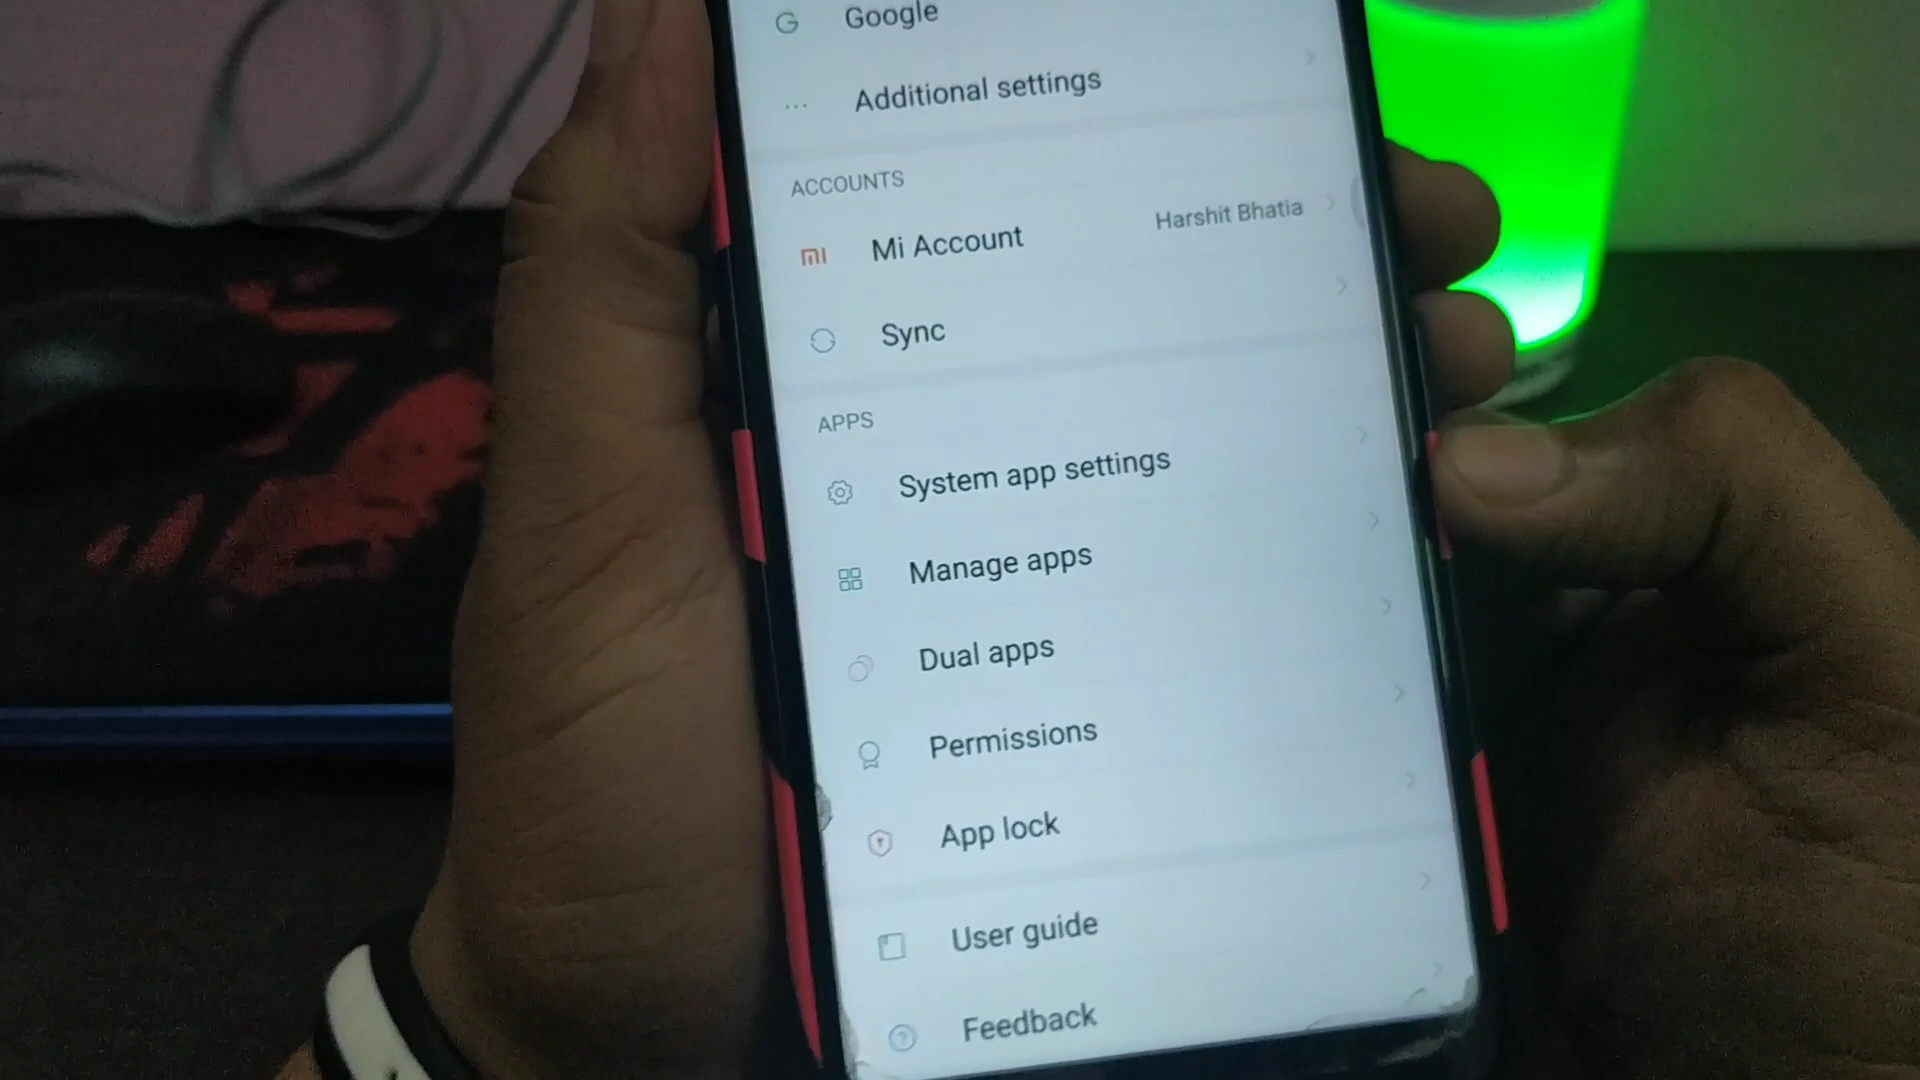 Google
Additional settings
ACCOUNTS
Mi Account Harshit Bhatia
Sync
APPS
System app settings
Manage apps
Dual apps
Permissions
App lock
User guide
Feedback